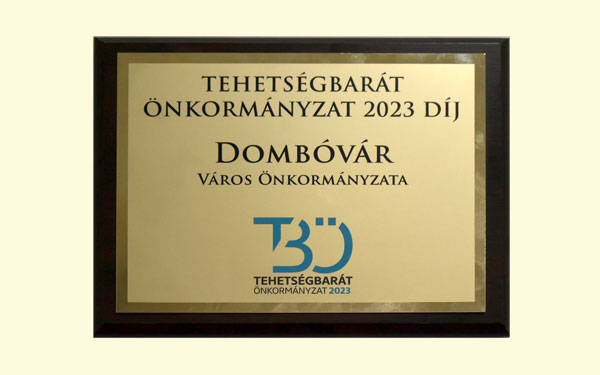 TEHETSÉGBARÁT
ÖNKORMÁNYZAT 2023 DÍJ
DOMBÓVÁR
VÁROS ÖNKORMÁNYZATA
TBÖ
TEHETSÉGBARÁT
ÖNKORMÁNYZAT 2023